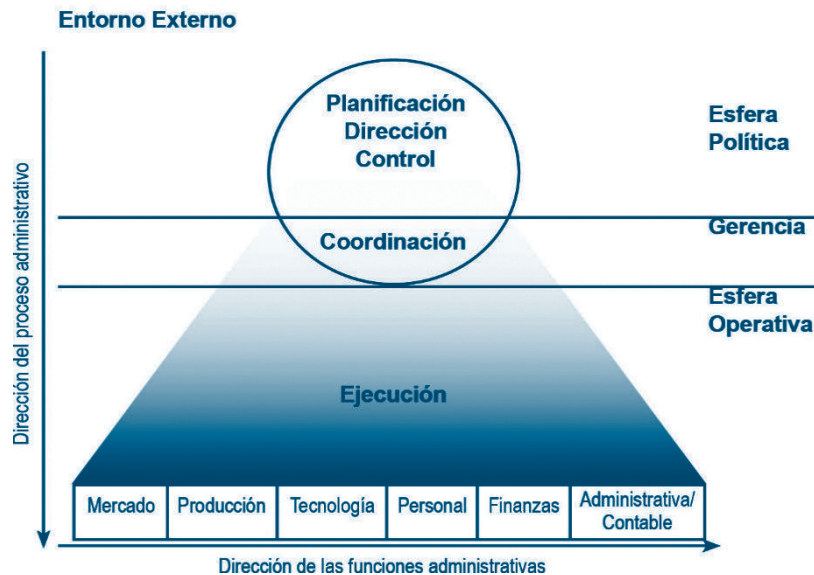 Entorno Externo
Planificación
Dirección
Control
Esfera
Política
Coordinación
Gerencia
Esfera
Operativa
Ejecución
Dirección del proceso administrativo
Mercado
Producción
Tecnología
Personal
Finanzas
Administrativa/
Contable
Dirección de las funciones administrativas